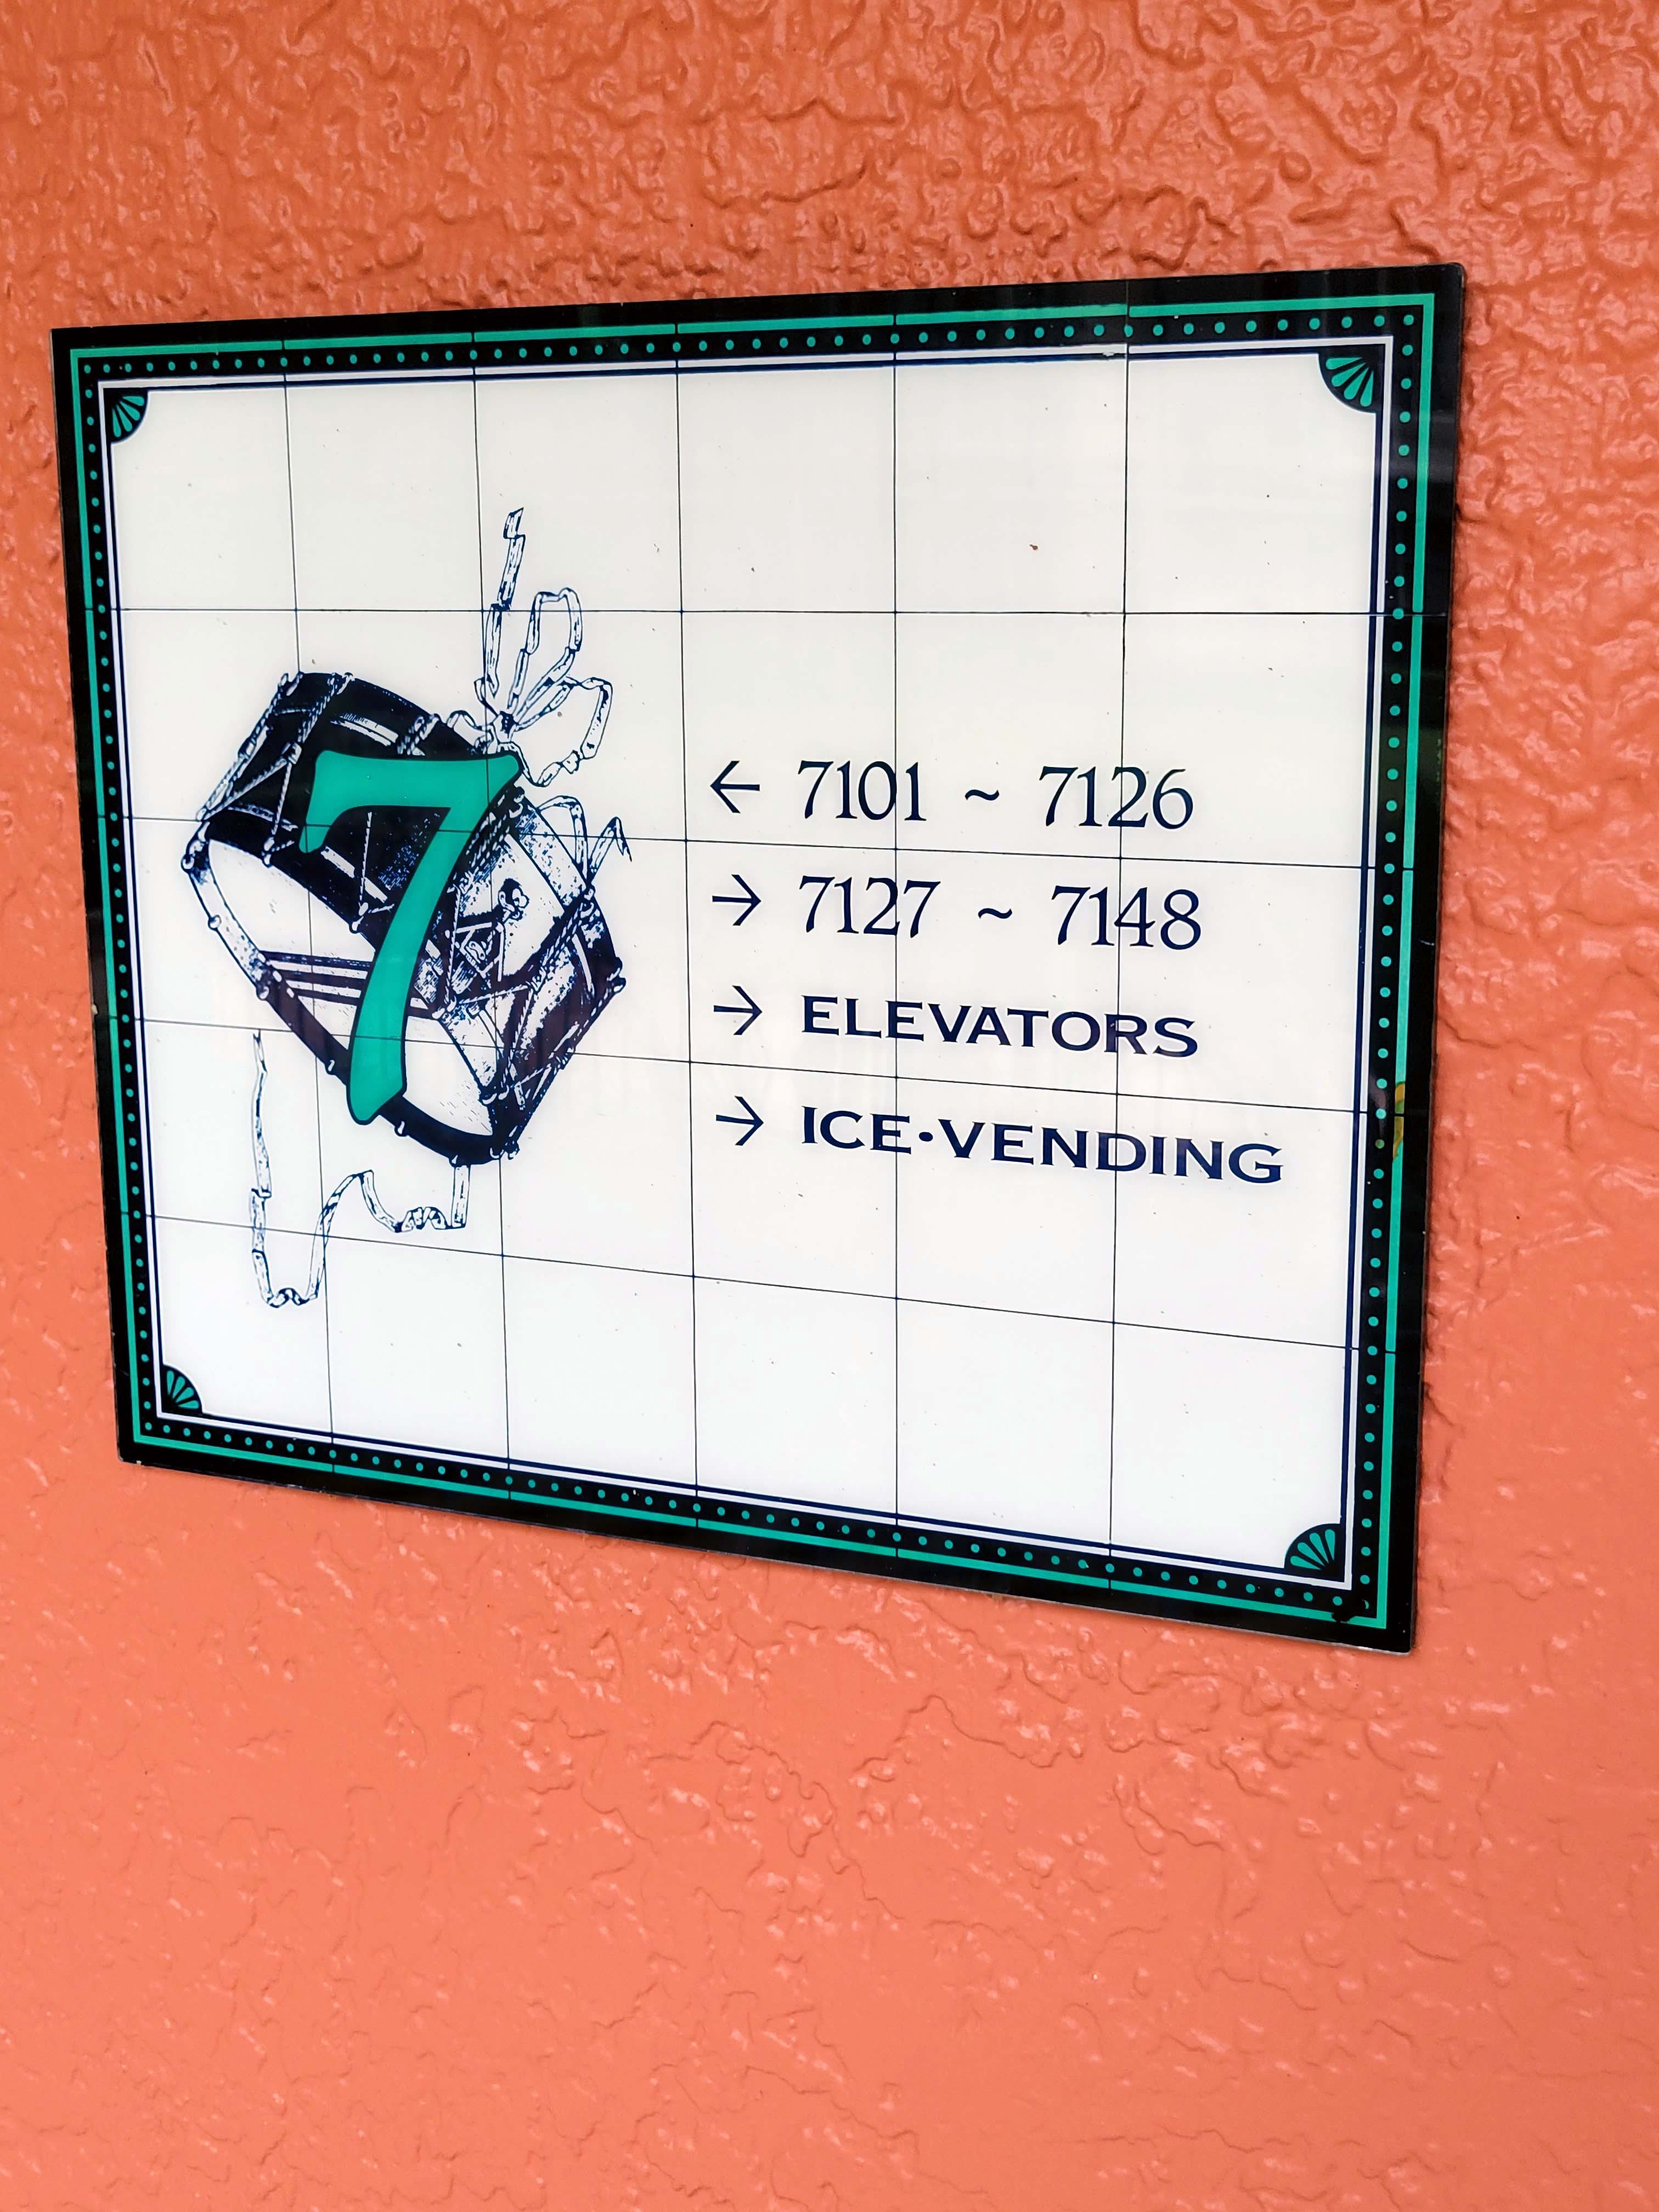 7
← 7101 ~ 7126
→ 7127 ~ 7148
→ ELEVATORS
→ ICE•VENDING